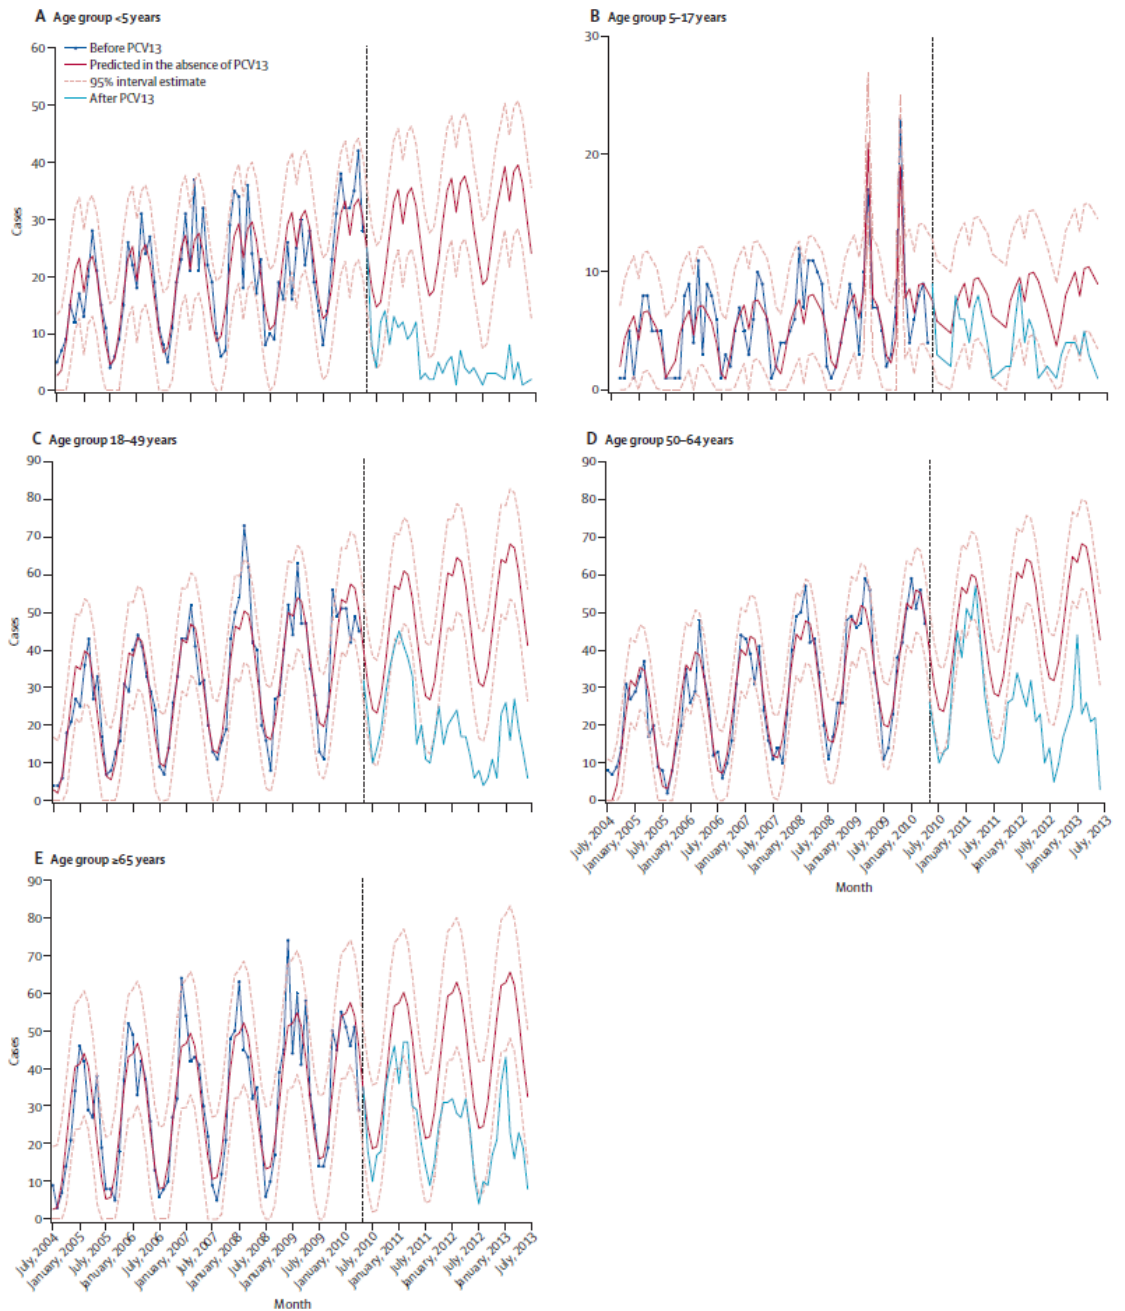 A Age group <5 years
60
50
40
30
20
10
0
Cases
Before PCV13
Predicted in the absence of PCV13
95% interval estimate
After PCV13
B Age group 5–17 years
30
20
10
0
C Age group 18–49 years
90
80
70
60
50
40
30
20
10
0
Cases
D Age group 50–64 years
90
80
70
60
50
40
30
20
10
0
July, 2004
January, 2005
July, 2005
January, 2006
July, 2006
January, 2007
July, 2007
January, 2008
July, 2008
January, 2009
July, 2009
January, 2010
July, 2010
January, 2011
July, 2011
January, 2012
July, 2012
January, 2013
July, 2013
Month
E Age group ≥65 years
90
80
70
60
50
40
30
20
10
0
Cases
July, 2004
January, 2005
July, 2005
January, 2006
July, 2006
January, 2007
July, 2007
January, 2008
July, 2008
January, 2009
July, 2009
January, 2010
July, 2010
January, 2011
July, 2011
January, 2012
July, 2012
January, 2013
July, 2013
Month